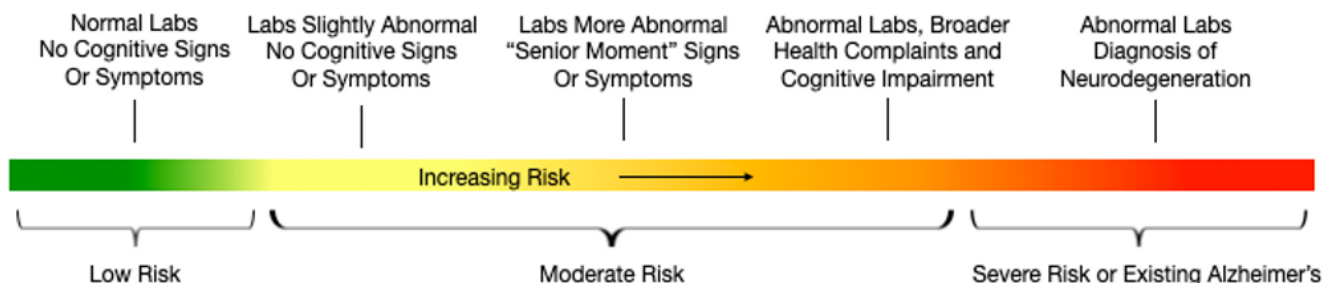 Normal Labs
No Cognitive Signs
Or Symptoms
Labs Slightly Abnormal
No Cognitive Signs
Or Symptoms
Labs More Abnormal
“Senior Moment” Signs
Or Symptoms
Abnormal Labs, Broader
Health Complaints and
Cognitive Impairment
Abnormal Labs
Diagnosis of
Neurodegeneration
Increasing Risk
Low Risk
Moderate Risk
Severe Risk or Existing Alzheimer's